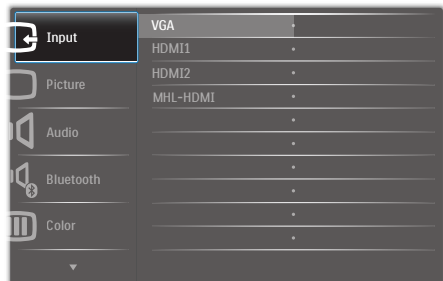 Input
Picture
Audio
Bluetooth
Color
VGA
HDMI1
HDMI2
MHL-HDMI